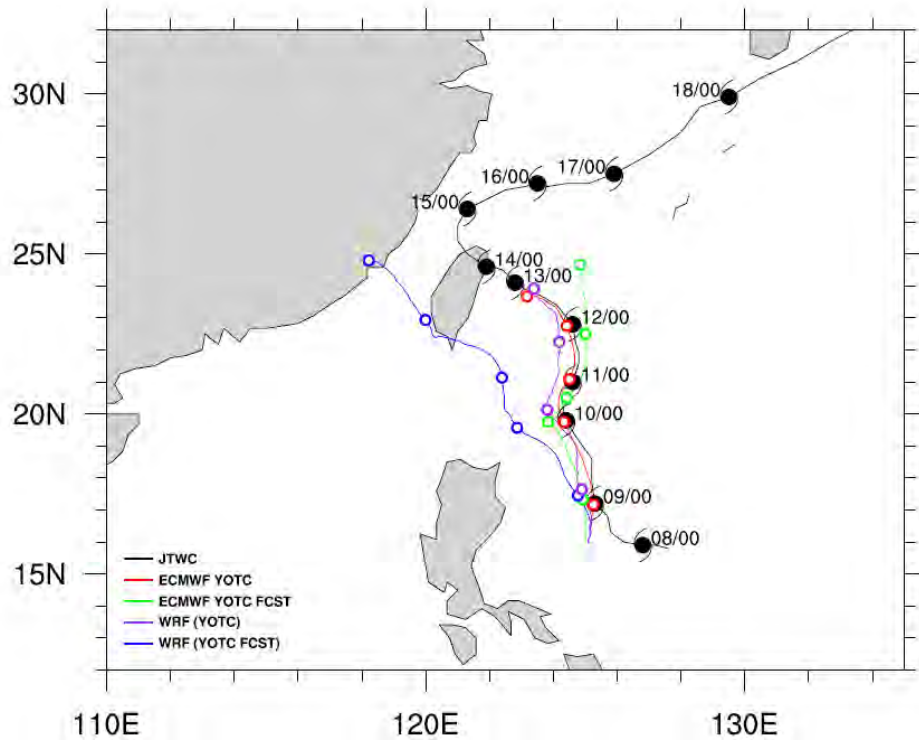 30N
25N
20N
15N
110E
120E
130E
18/00
17/00
16/00
15/00
14/00
13/00
12/00
11/00
10/00
09/00
08/00
JTWC
ECMWF YOTC
ECMWF YOTC FCST
WRF (YOTC)
WRF (YOTC FCST)